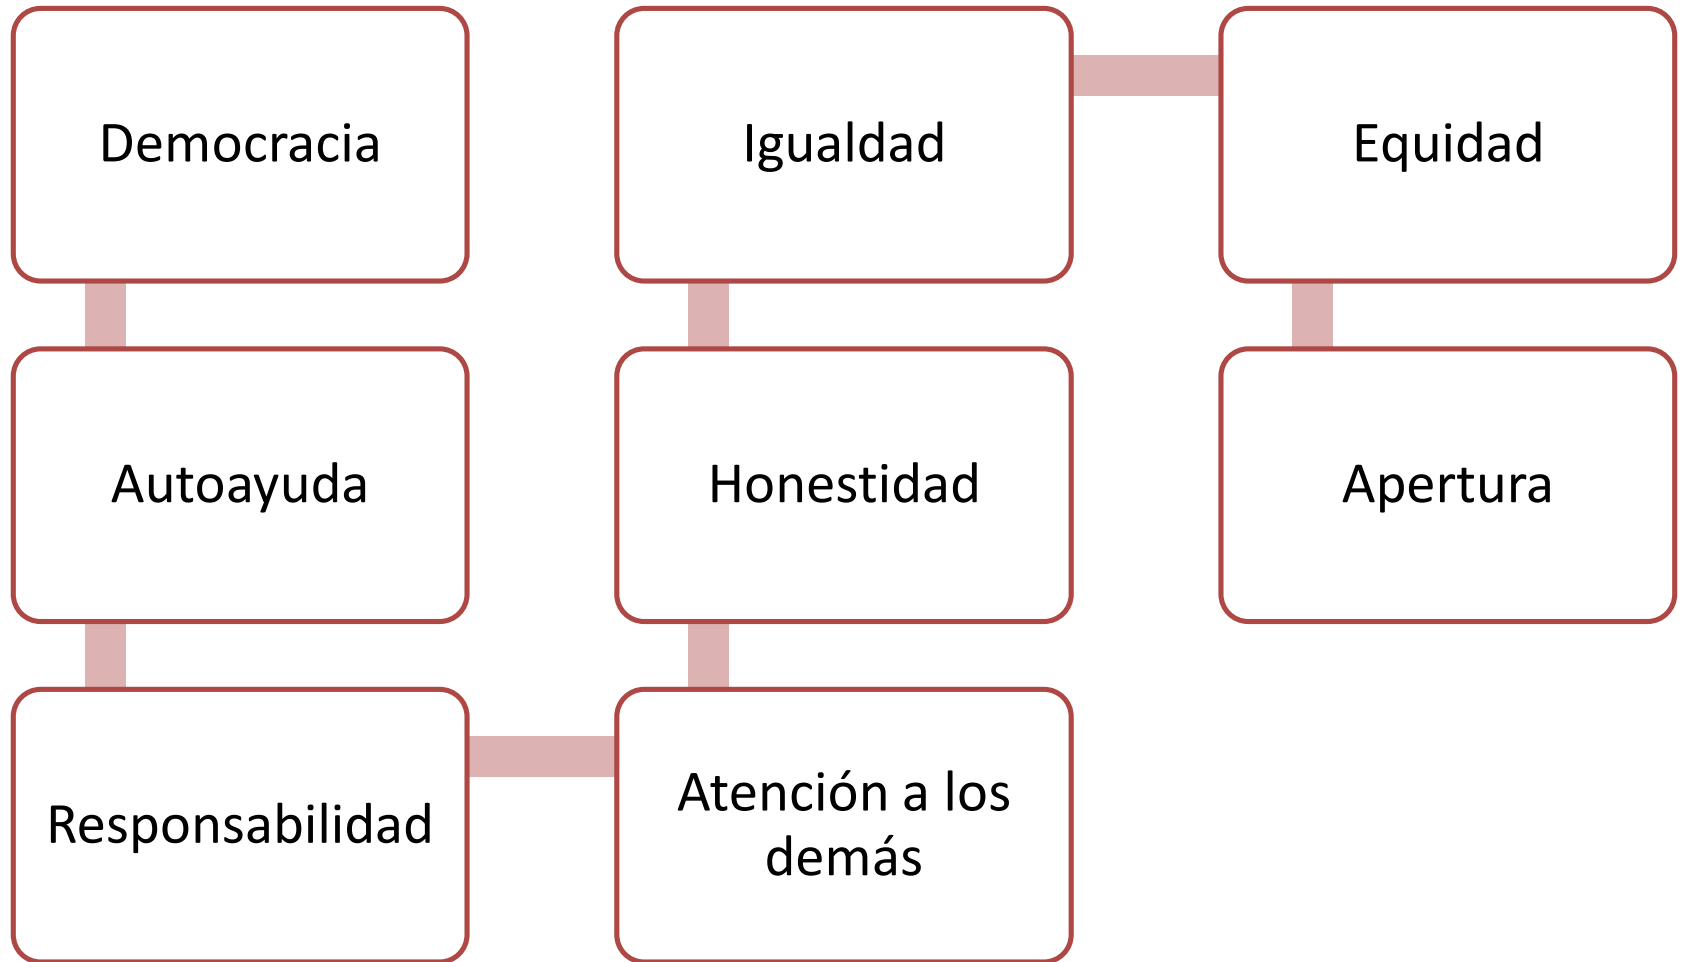 Democracia
Autoayuda
Responsabilidad
Atención a los
demás
Honestidad
Igualdad
Equidad
Apertura